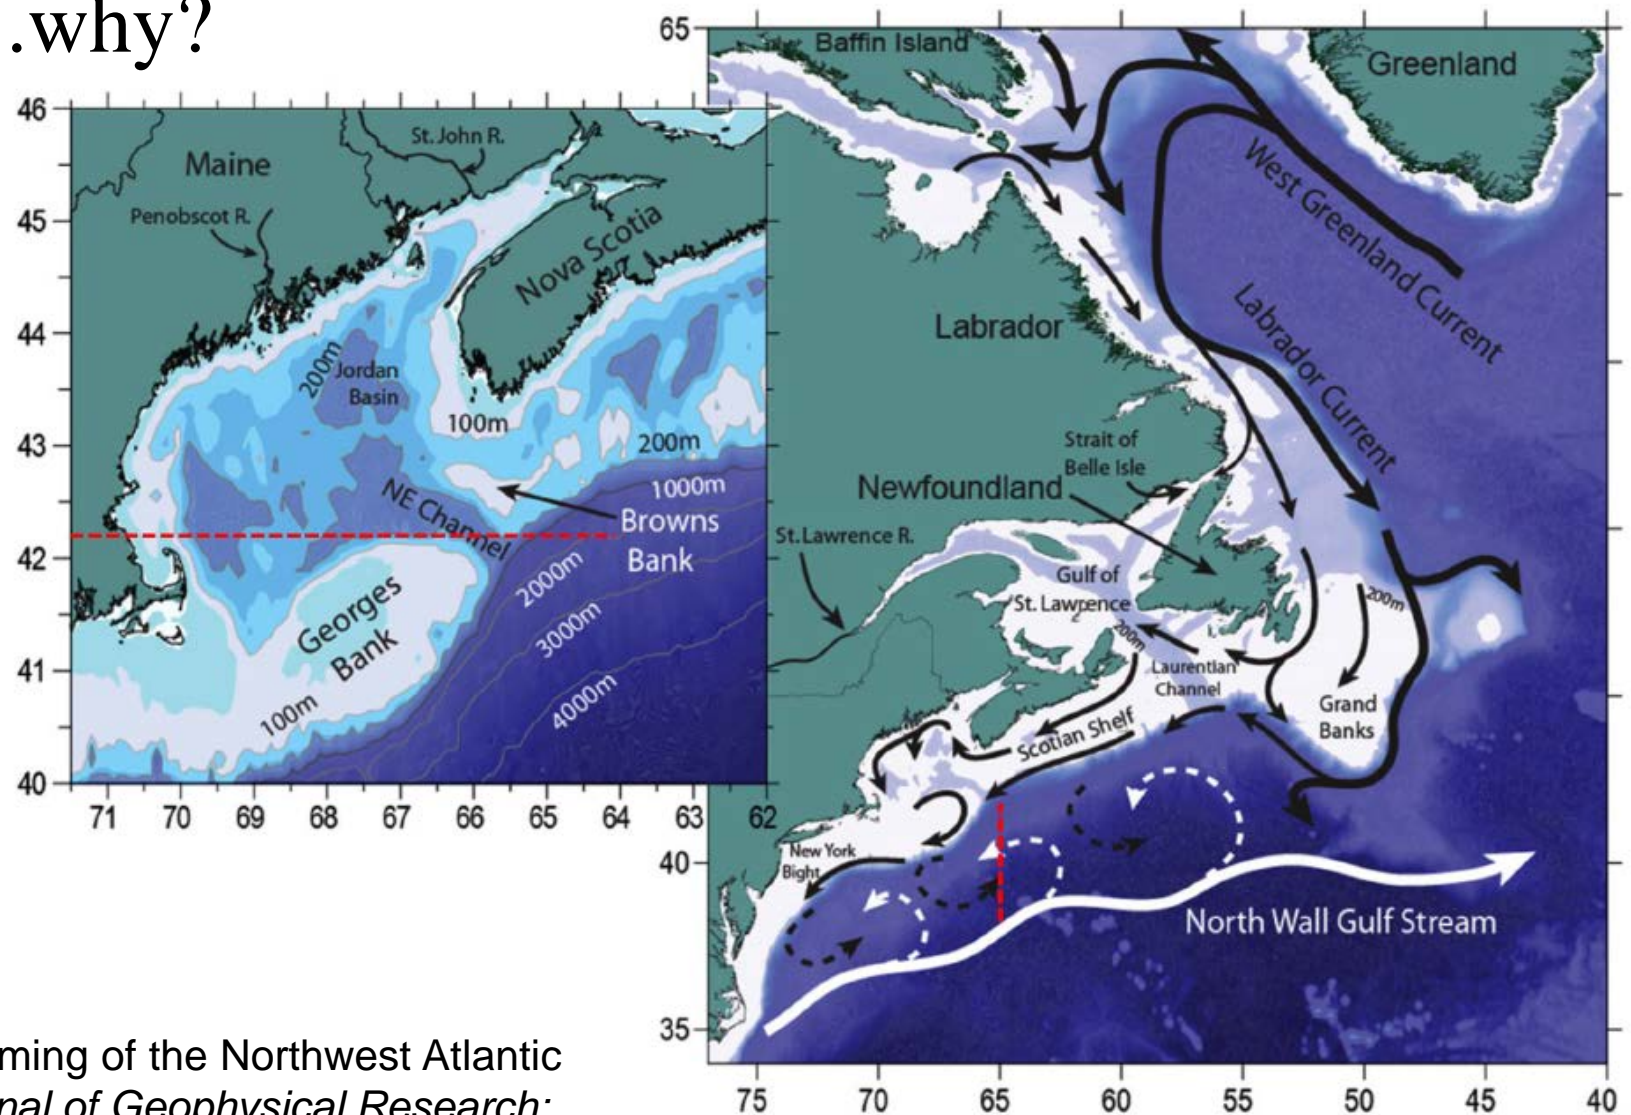 .why?
46
45
44
43
42
41
40
71
70
69
68
67
66
65
64
63
62
Maine
St. John R.
Penobscot R.
Nova Scotia
200m
Jordan
Basin
100m
200m
1000m
NE Channel
Browns
Bank
2000m
3000m
4000m
Georges
Bank
100m
65
40
35
75
70
65
60
55
50
45
40
Baffin Island
Greenland
West Greenland Current
Labrador
Labrador Current
Strait of
Belle Isle
Newfoundland
St. Lawrence R.
Gulf of
St. Lawrence
200m
200m
Laurentian
Channel
Grand
Banks
Scotian Shelf
New York
Bight
North Wall Gulf Stream
ming of the Northwest Atlantic
nal of Geophysical Research: